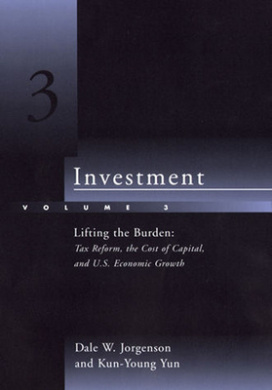 3
Investment
VOLUME 3
Lifting the Burden:
Tax Reform, the Cost of Capital,
and U.S. Economic Growth
Dale W. Jorgenson
and Kun-Young Yun